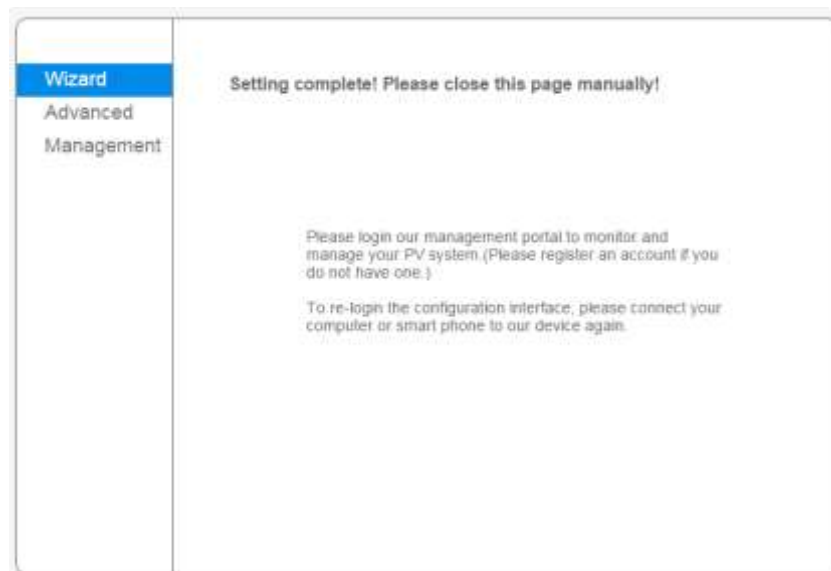 Wizard
Advanced
Management
Setting complete! Please close this page manually!
Please login our management portal to monitor and
manage your PV system.(Please register an account if you
do not have one.)
To re-login the configuration interface, please connect your
computer or smart phone to our device again.